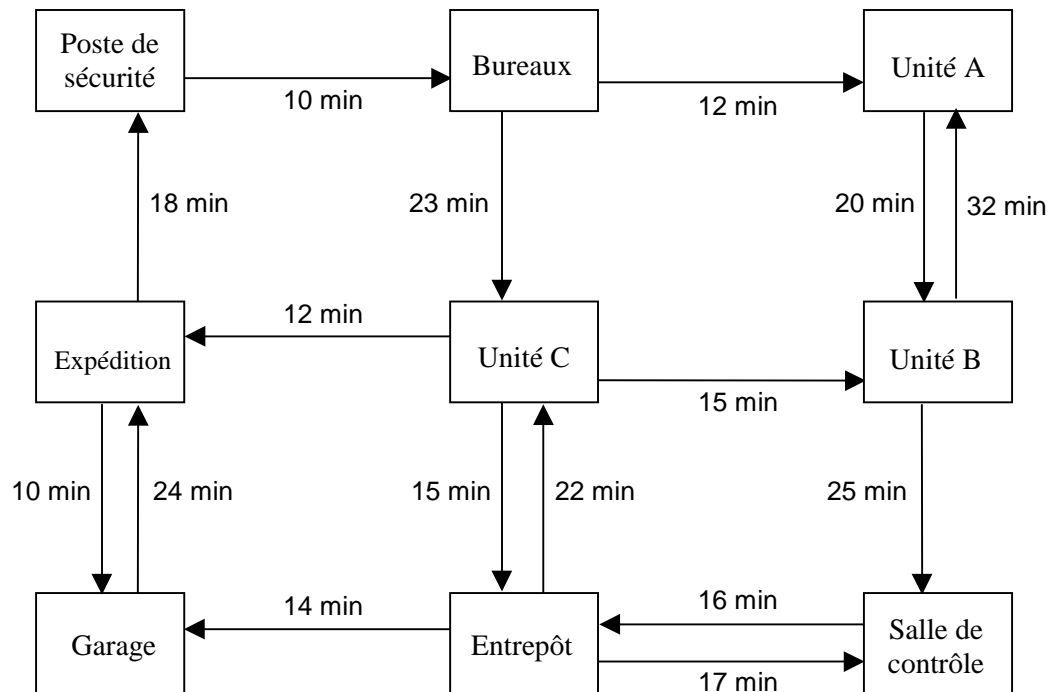 Poste de
sécurité
Bureaux
Unité A
10 min
12 min
18 min
23 min
20 min
32 min
12 min
Expédition
Unité C
Unité B
15 min
10 min
24 min
15 min
22 min
25 min
14 min
16 min
Garage
Entrepôt
Salle de
contrôle
17 min